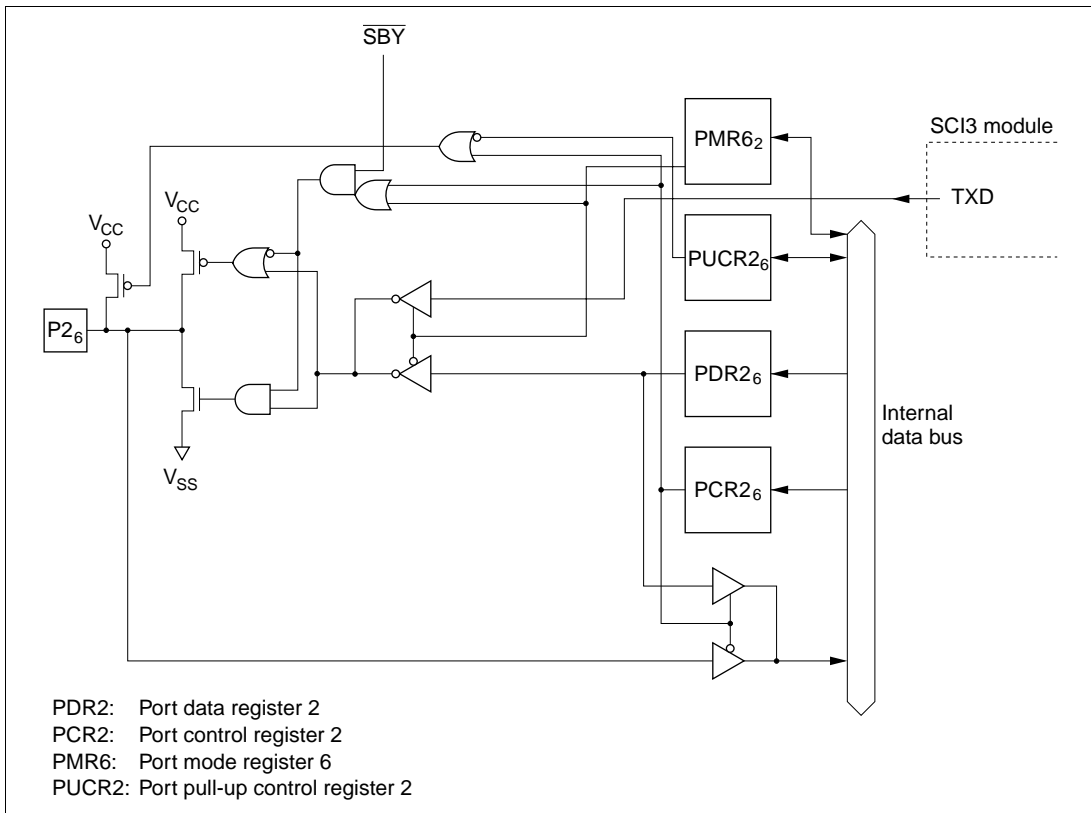 SBY
PMR6₂
SCI3 module
TXD
VCC
VCC
PUCR2₆
P2₆
PDR2₆
Internal
data bus
VSS
PCR2₆
PDR2: Port data register 2
PCR2: Port control register 2
PMR6: Port mode register 6
PUCR2: Port pull-up control register 2